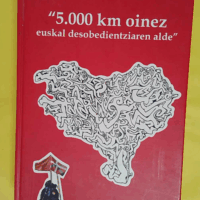 “5.000 km oinez
euskal desobedientziaren alde”